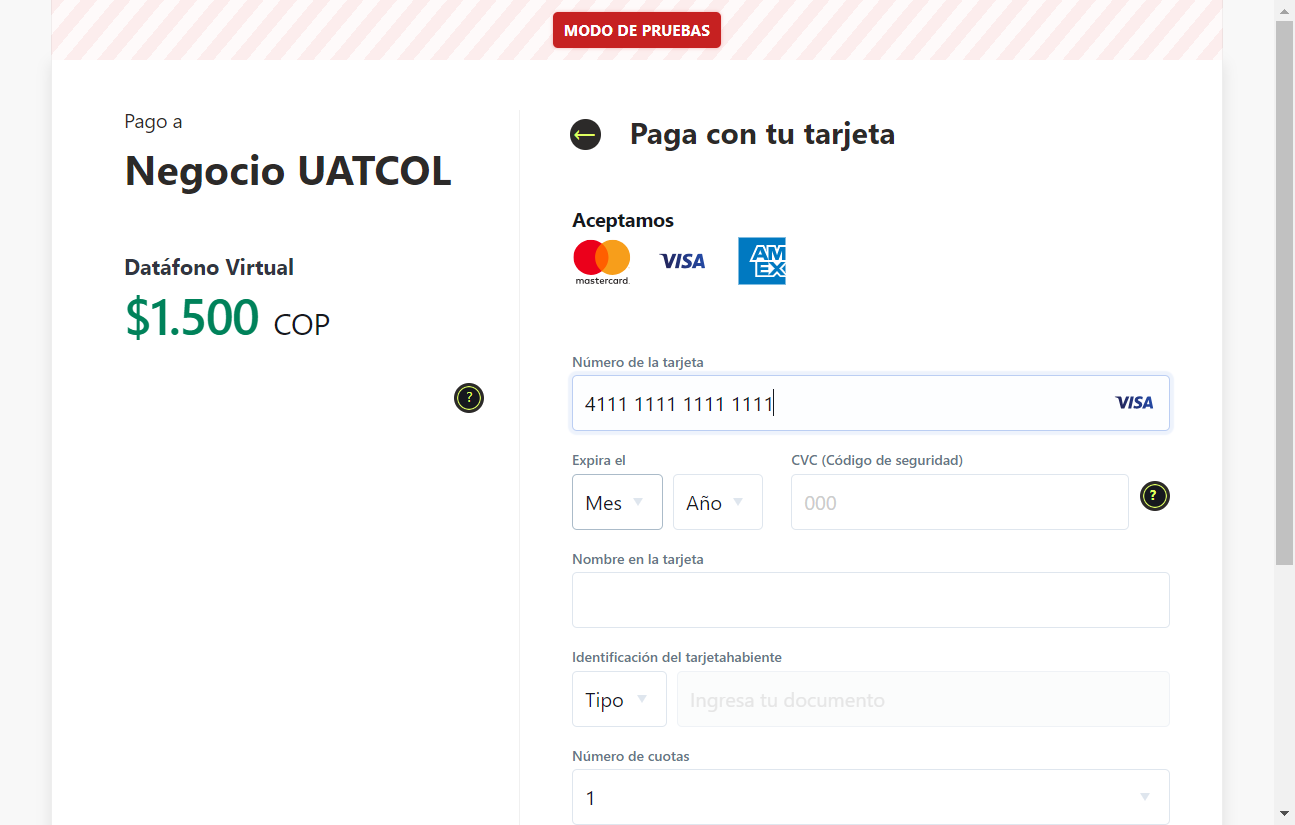 MODO DE PRUEBAS
Pago a
Negocio UATCOL
Datáfono Virtual
$1.500 COP
?
Paga con tu tarjeta
Aceptamos
mastercard. VISA AMEX
Número de la tarjeta
4111 1111 1111 1111 VISA
Expira el CVC (Código de seguridad)
Mes Año 000 ?
Nombre en la tarjeta
Identificación del tarjetahabiente
Tipo Ingresa tu documento
Número de cuotas
1